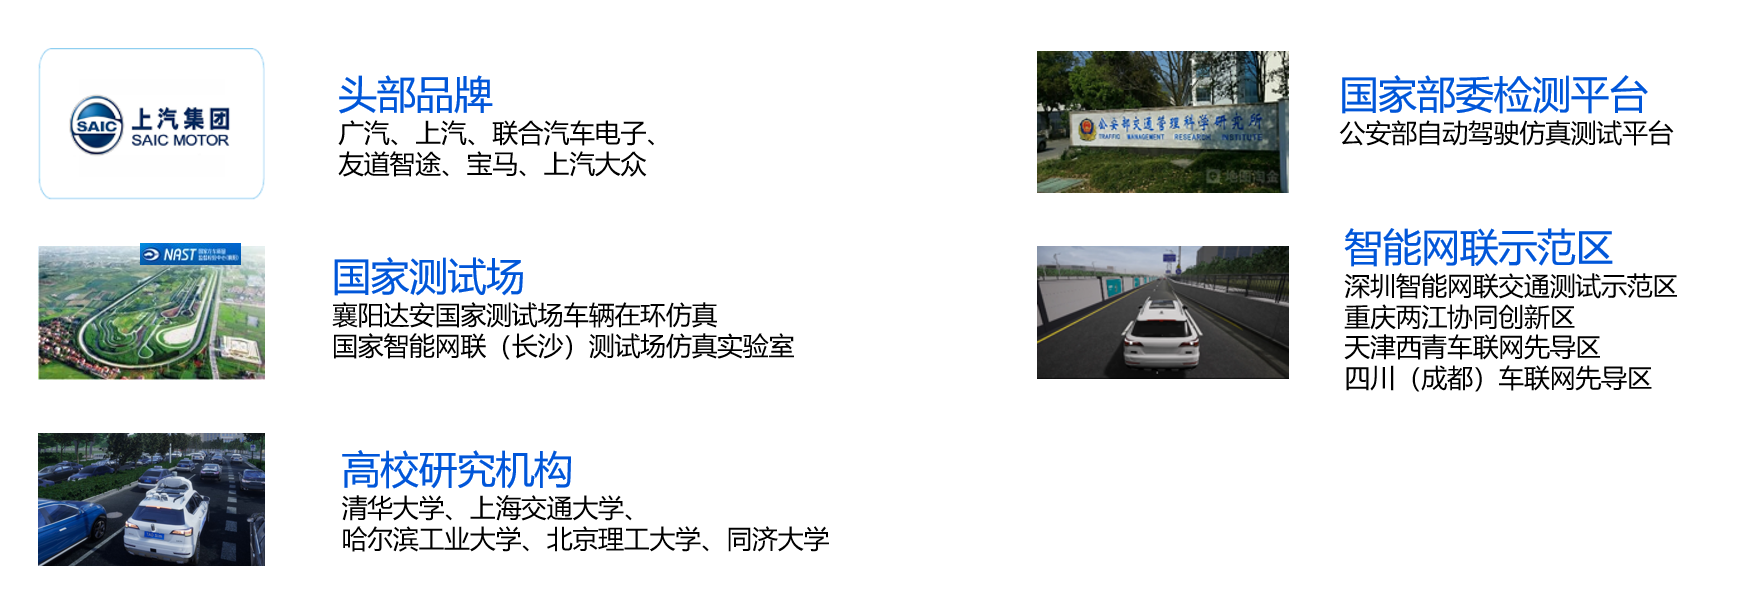 SAIC
上汽集团
SAIC MOTOR
头部品牌
广汽、上汽、联合汽车电子、
友道智途、宝马、上汽大众
NAST
国家测试场
襄阳达安国家测试场车辆在环仿真
国家智能网联（长沙）测试场仿真实验室
高校研究机构
清华大学、上海交通大学、
哈尔滨工业大学、北京理工大学、同济大学
公安部交通管理科学研究所
TRAFFIC MANAGEMENT RESEARCH INSTITUTE
国家部委检测平台
公安部自动驾驶仿真测试平台
智能网联示范区
深圳智能网联交通测试示范区
重庆两江协同创新区
天津西青车联网先导区
四川（成都）车联网先导区